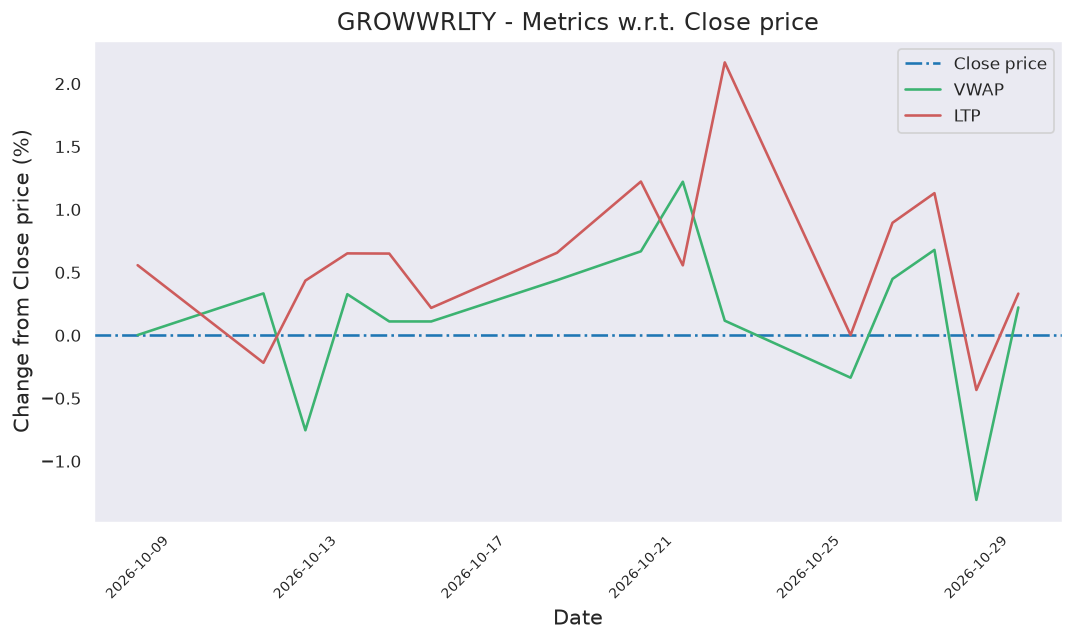 GROWWRLTY - Metrics w.r.t. Close price
Close price
VWAP
LTP
Change from Close price (%)
2.0
1.5
1.0
0.5
0.0
−0.5
−1.0
2026-10-09
2026-10-13
2026-10-17
2026-10-21
2026-10-25
2026-10-29
Date